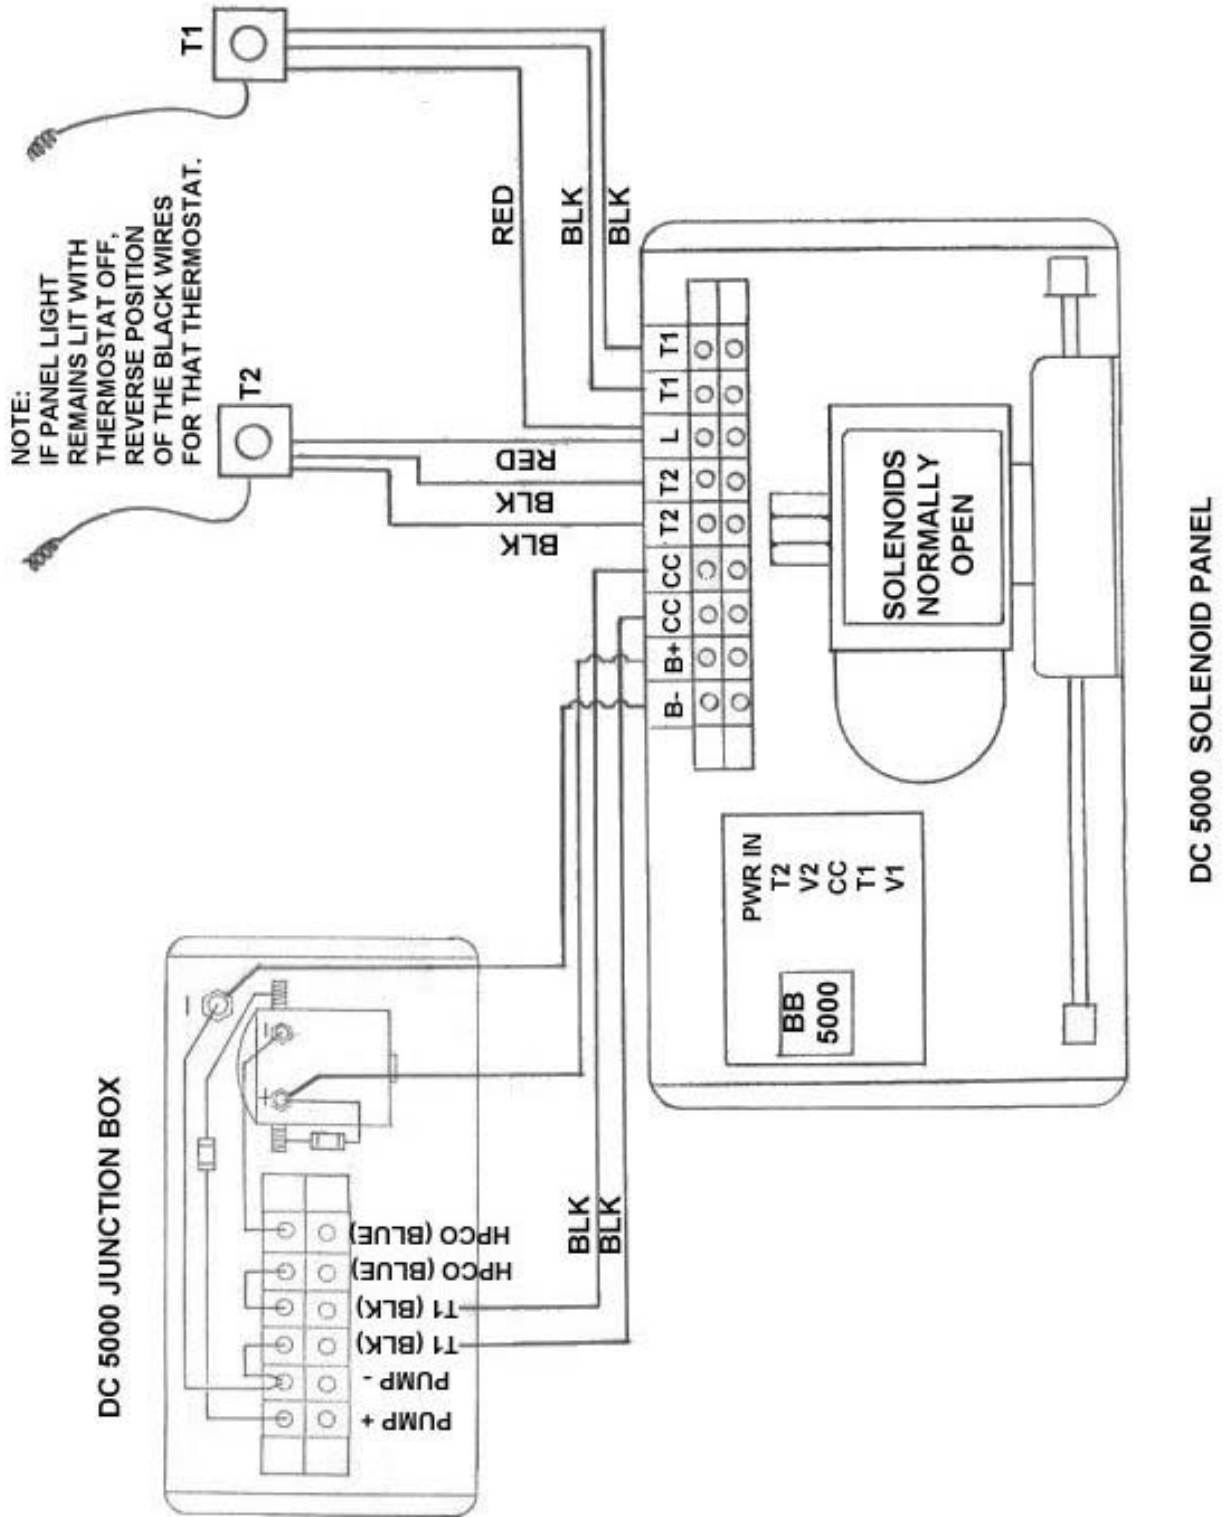 NOTE:
IF PANEL LIGHT
REMAINS LIT WITH
THERMOSTAT OFF,
REVERSE POSITION
OF THE BLACK WIRES
FOR THAT THERMOSTAT.
T1
T2
RED
BLK
BLK
RED
BLK
BLK
DC 5000 JUNCTION BOX
–
+
–
PUMP +
PUMP -
T1 (BLK)
T1 (BLK)
HPCO (BLUE)
HPCO (BLUE)
BLK
BLK
B-
B+
CC
CC
T2
T2
L
T1
T1
PWR IN
T2
V2
CC
T1
V1
BB
5000
SOLENOIDS
NORMALLY
OPEN
DC 5000 SOLENOID PANEL